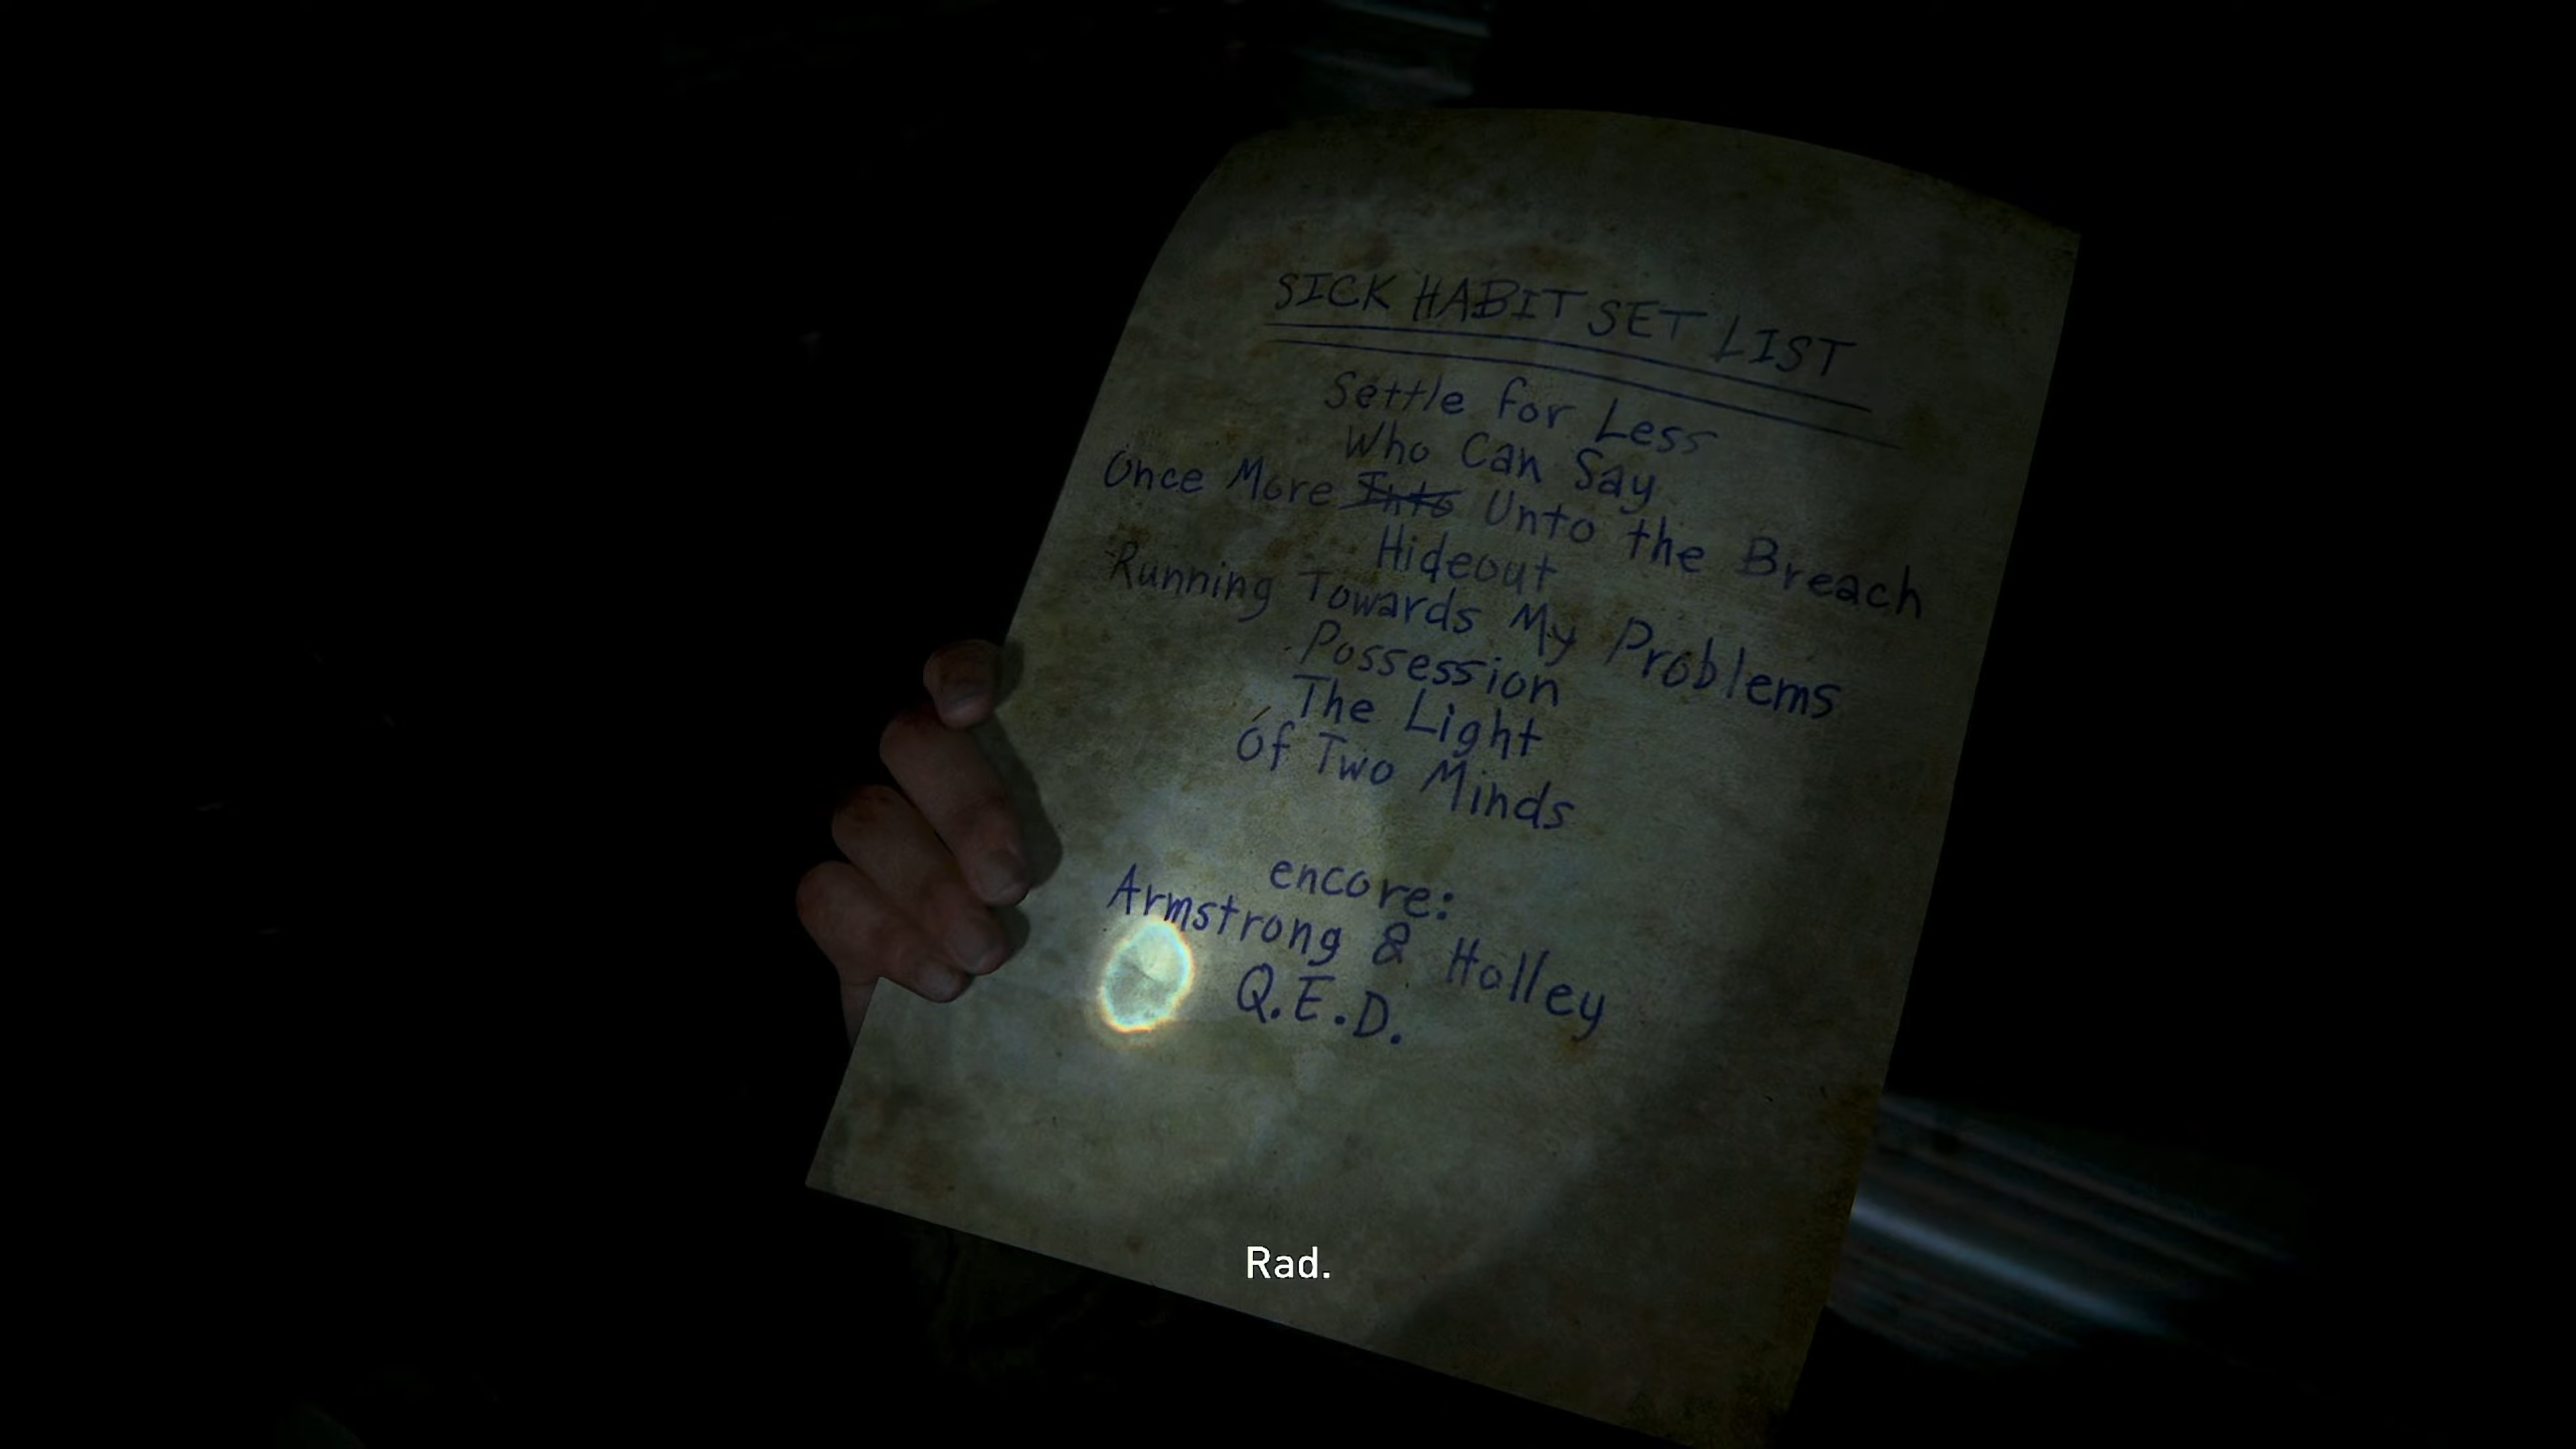 SICK HABIT SET LIST
Settle for Less
Who Can Say
Once More Into Unto the Breach
Hideout
Running Towards My Problems
Possession
The Light
Of Two Minds
encore:
Armstrong & Holley
Q.E.D.
Rad.